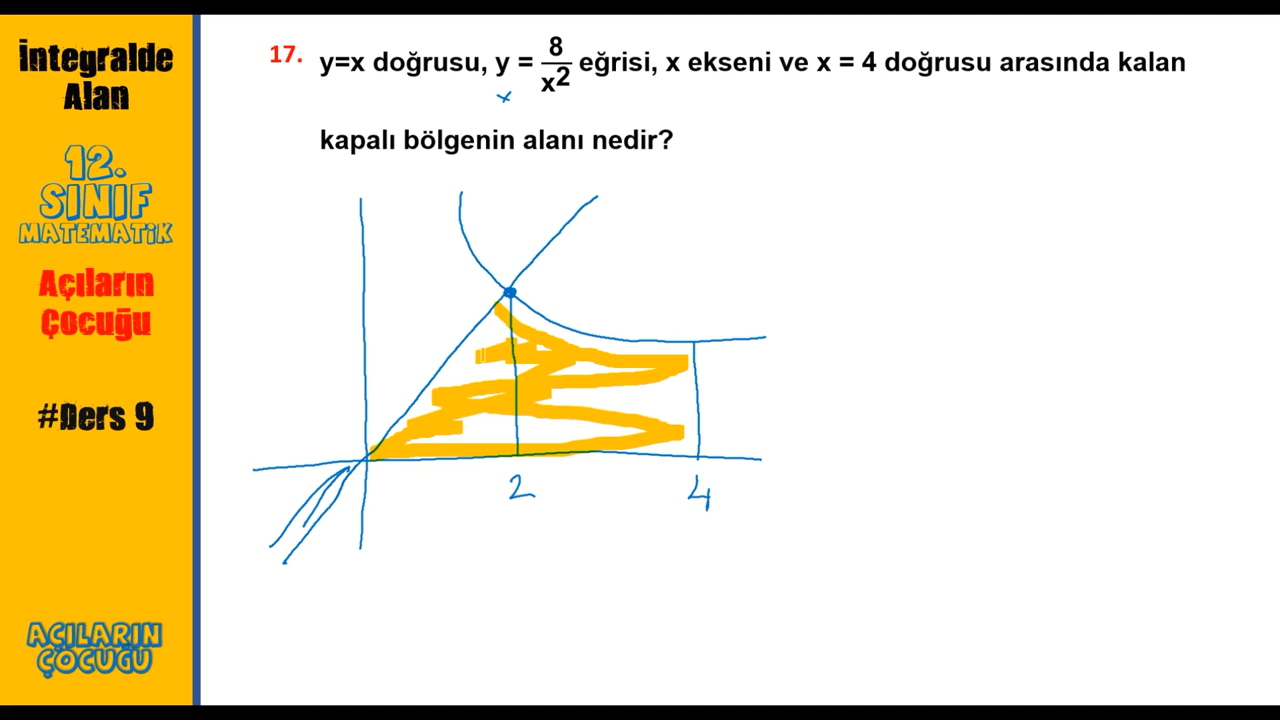 İntegralde
Alan
12.
SINIF
MATEMATİK
Açıların
Çocuğu
#Ders 9
AÇILARIN
ÇOCUĞU
17. y=x doğrusu, y = 8/x² eğrisi, x ekseni ve x = 4 doğrusu arasında kalan
x
kapalı bölgenin alanı nedir?
2 4